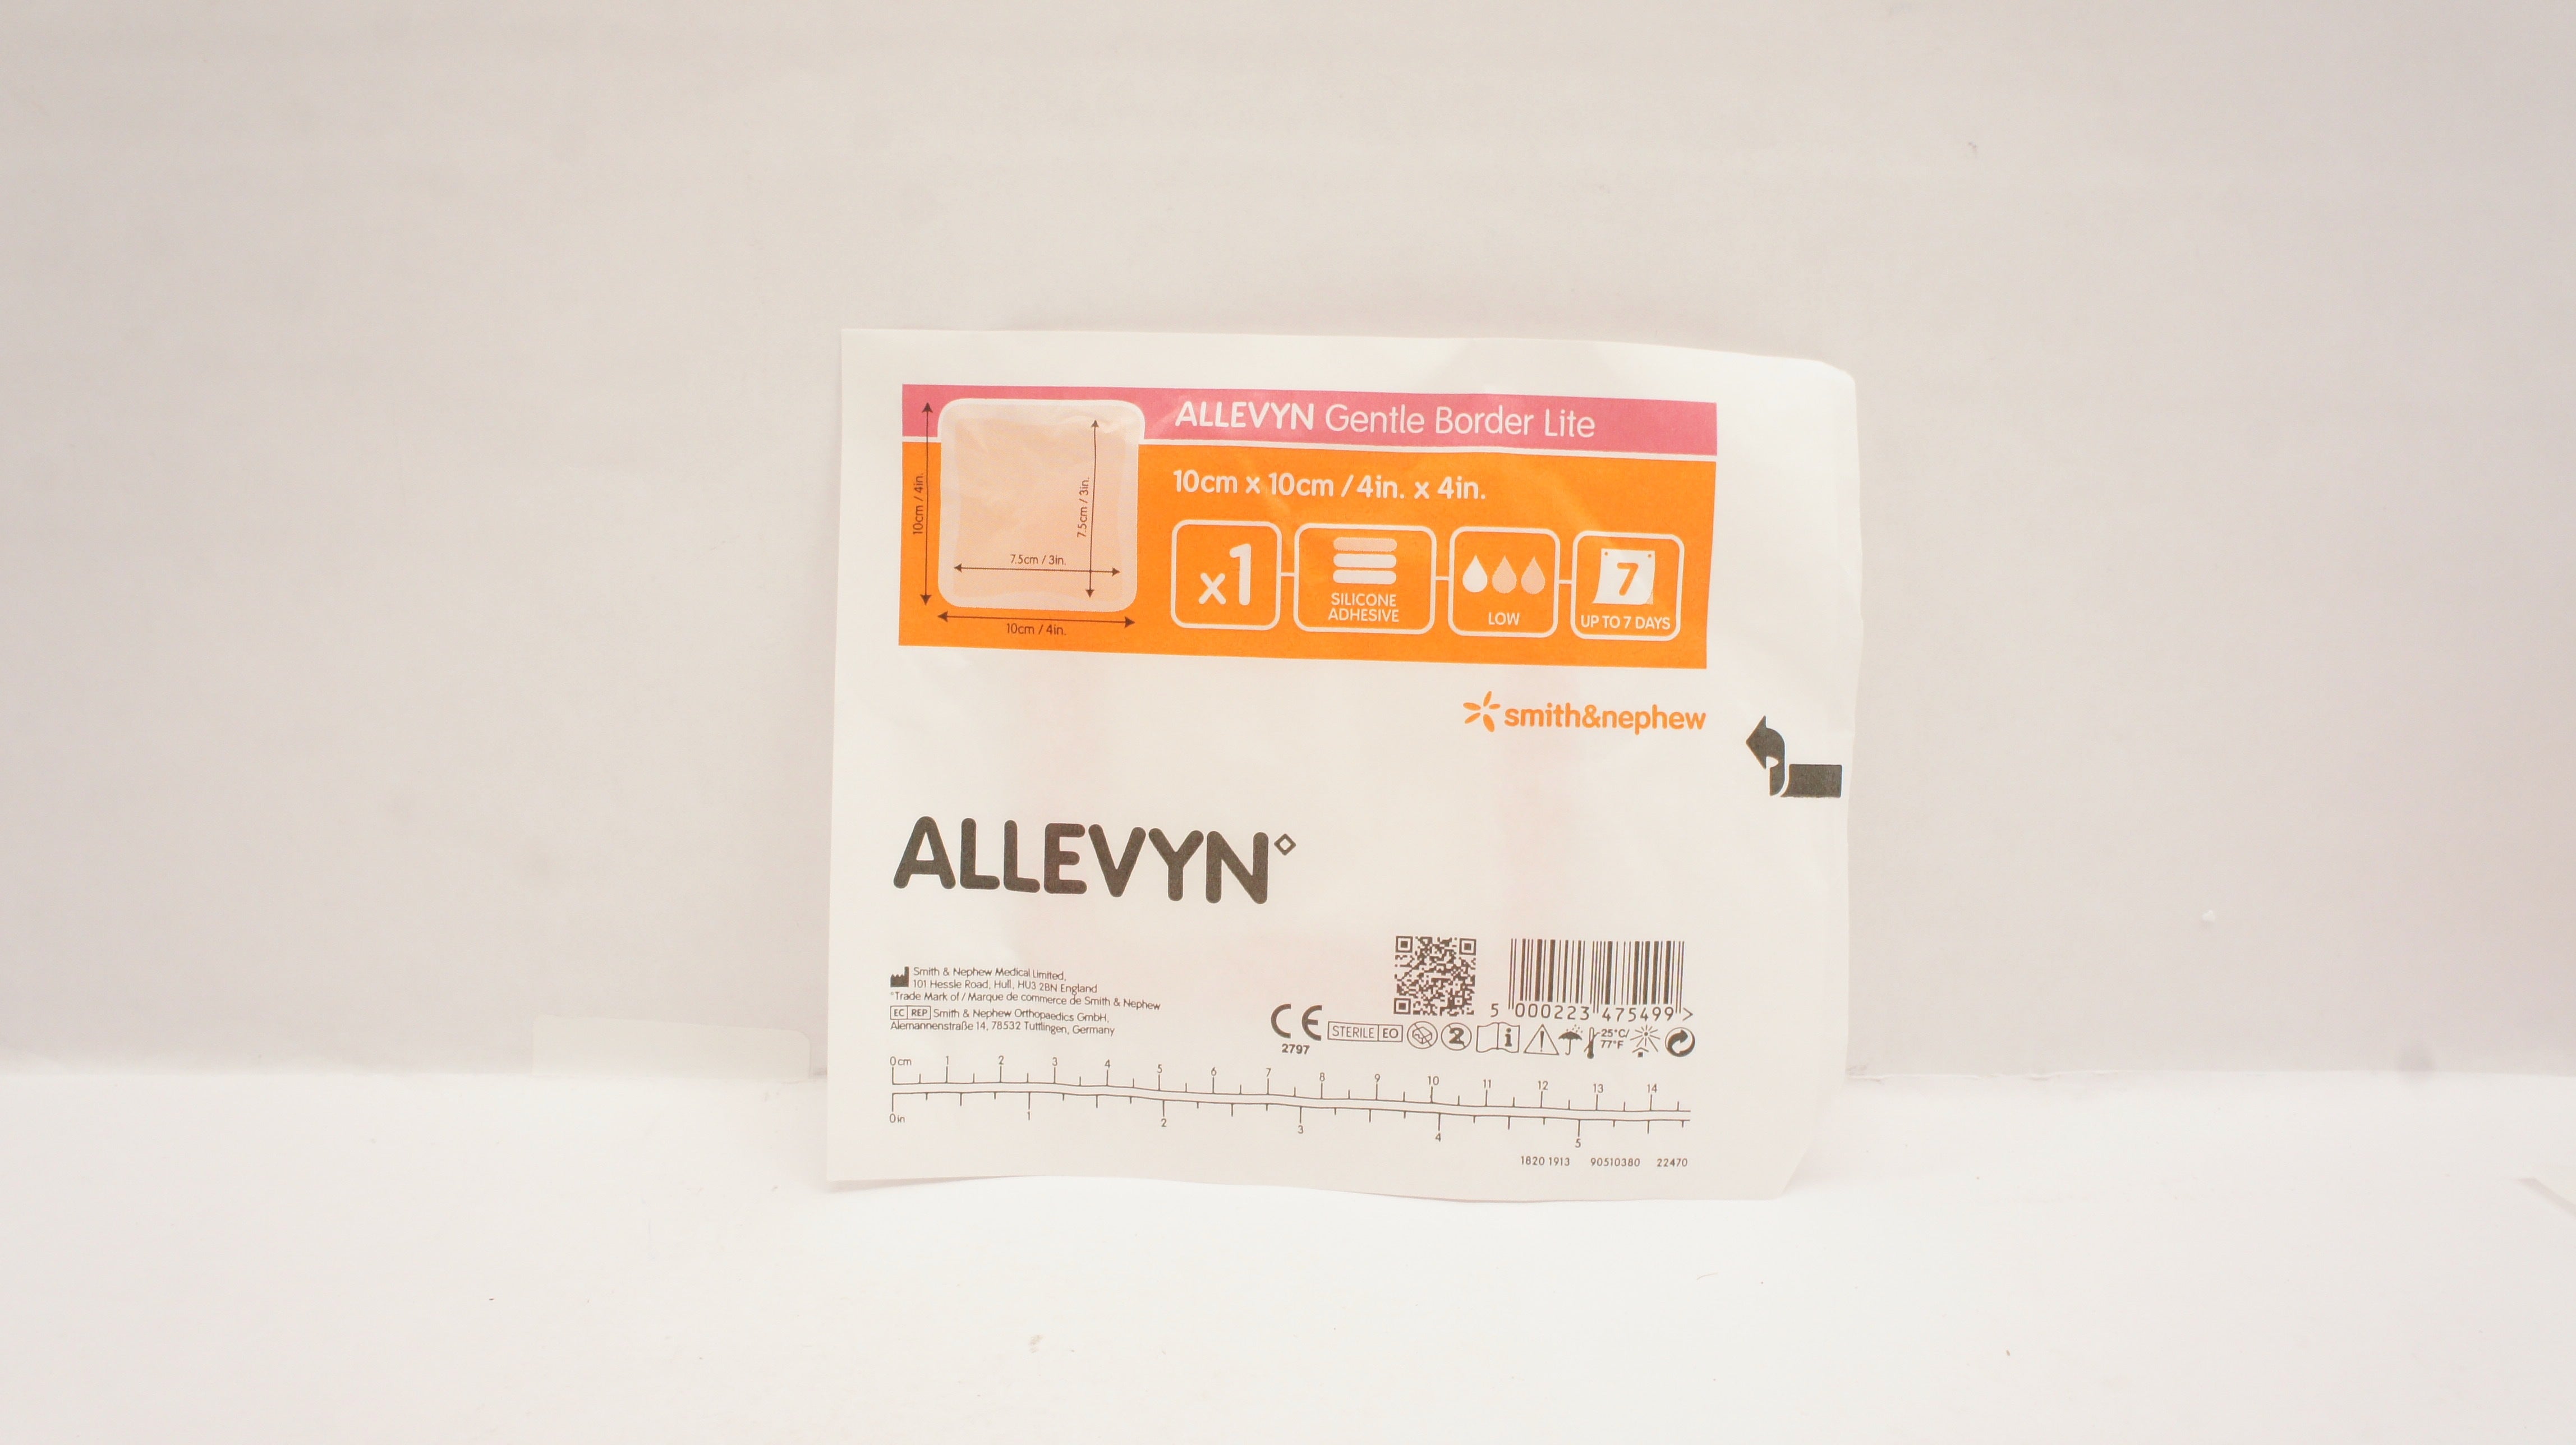 ALLEVYN Gentle Border Lite
10cm x 10cm / 4in. x 4in.
10cm / 4in.
7.5cm / 3in.
7.5cm / 3in.
10cm / 4in.
x1
SILICONE
ADHESIVE
LOW
7
UP TO 7 DAYS
smith&nephew
ALLEVYN◊
Smith & Nephew Medical Limited,
101 Hessle Road, Hull, HU3 2BN England
◊Trade Mark of / Marque de commerce de Smith & Nephew
EC REP Smith & Nephew Orthopaedics GmbH,
Alemannenstraße 14, 78532 Tuttlingen, Germany
CE
2797
5 000223 475499 >
STERILE EO
2
i
25°C/
77°F
0cm 1 2 3 4 5 6 7 8 9 10 11 12 13 14
0in 1 2 3 4 5
1820 1913 90510380 22470